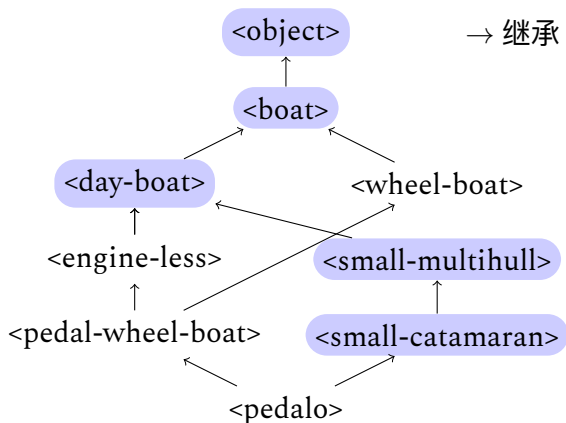 <object>
→ 继承
<boat>
<day-boat>
<wheel-boat>
<engine-less>
<small-multihull>
<pedal-wheel-boat>
<small-catamaran>
<pedalo>